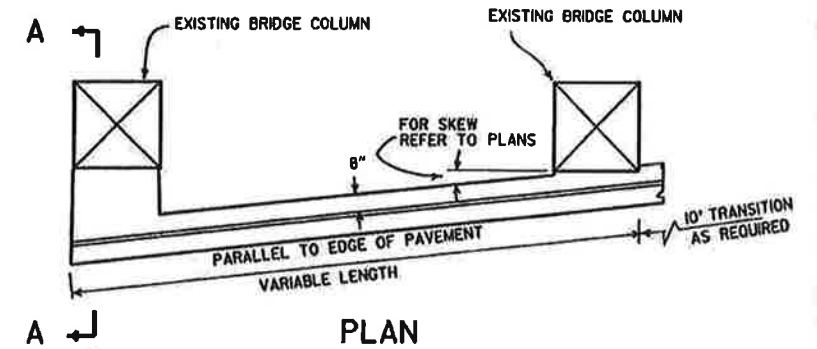 A
EXISTING BRIDGE COLUMN
EXISTING BRIDGE COLUMN
FOR SKEW
REFER TO PLANS
8"
10' TRANSITION
AS REQUIRED
PARALLEL TO EDGE OF PAVEMENT
VARIABLE LENGTH
A
PLAN